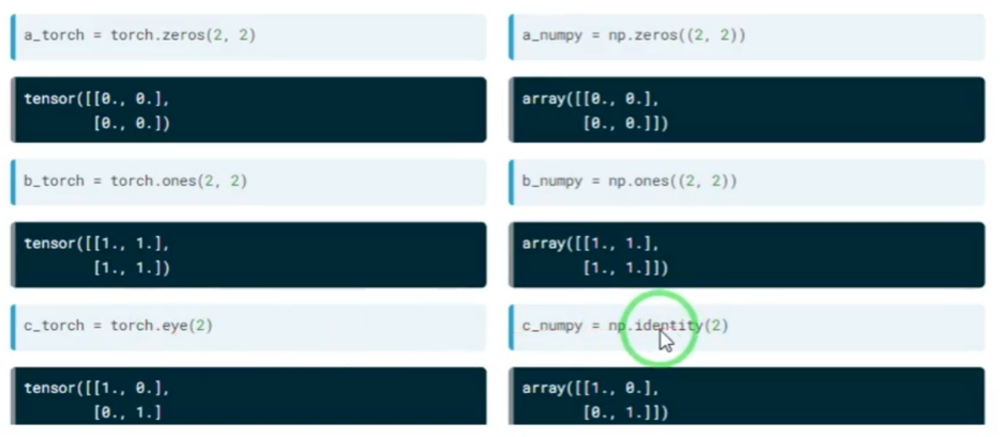 a_torch = torch.zeros(2, 2)
a_numpy = np.zeros((2, 2))
tensor([[0., 0.],
        [0., 0.])
array([[0., 0.],
       [0., 0.]])
b_torch = torch.ones(2, 2)
b_numpy = np.ones((2, 2))
tensor([[1., 1.],
        [1., 1.])
array([[1., 1.],
       [1., 1.]])
c_torch = torch.eye(2)
c_numpy = np.identity(2)
tensor([[1., 0.],
        [0., 1.]
array([[1., 0.],
       [0., 1.]])